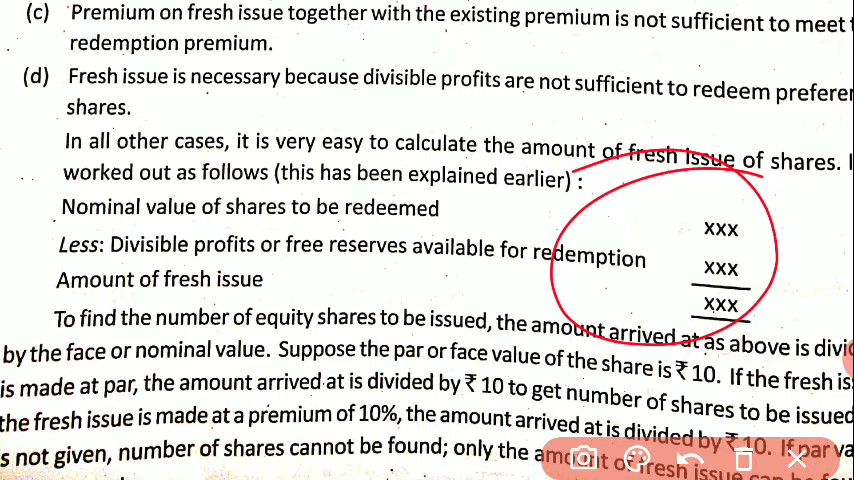 (c) Premium on fresh issue together with the existing premium is not sufficient to meet
redemption premium.
(d) Fresh issue is necessary because divisible profits are not sufficient to redeem
shares.
In all other cases, it is very easy to calculate the amount of fresh issue of shares.
worked out as follows (this has been explained earlier) :
Nominal value of shares to be redeemed xxx
Less: Divisible profits or free reserves available for redemption xxx
Amount of fresh issue xxx
To find the number of equity shares to be issued, the amount arrived at as above is
by the face or nominal value. Suppose the par or face value of the share is ₹ 10. If the fresh
is made at par, the amount arrived at is divided by ₹ 10 to get number of shares to be issued
the fresh issue is made at a premium of 10%, the amount arrived at is divided by ₹ 10. If par
s not given, number of shares cannot be found; only the amount of fresh issue can be